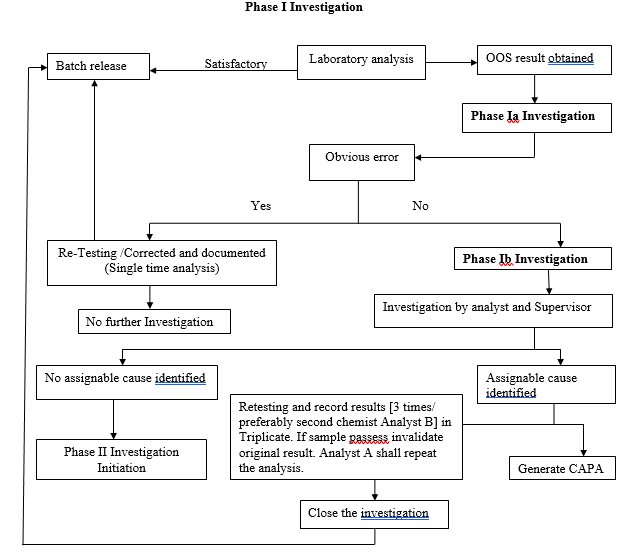 Phase I Investigation
Batch release
Satisfactory
Laboratory analysis
OOS result obtained
Phase Ia Investigation
Obvious error
Yes
No
Re-Testing /Corrected and documented
(Single time analysis)
Phase Ib Investigation
No further Investigation
Investigation by analyst and Supervisor
No assignable cause identified
Assignable cause
identified
Retesting and record results [3 times/
preferably second chemist Analyst B] in
Triplicate. If sample passess invalidate
original result. Analyst A shall repeat
the analysis.
Phase II Investigation
Initiation
Generate CAPA
Close the investigation